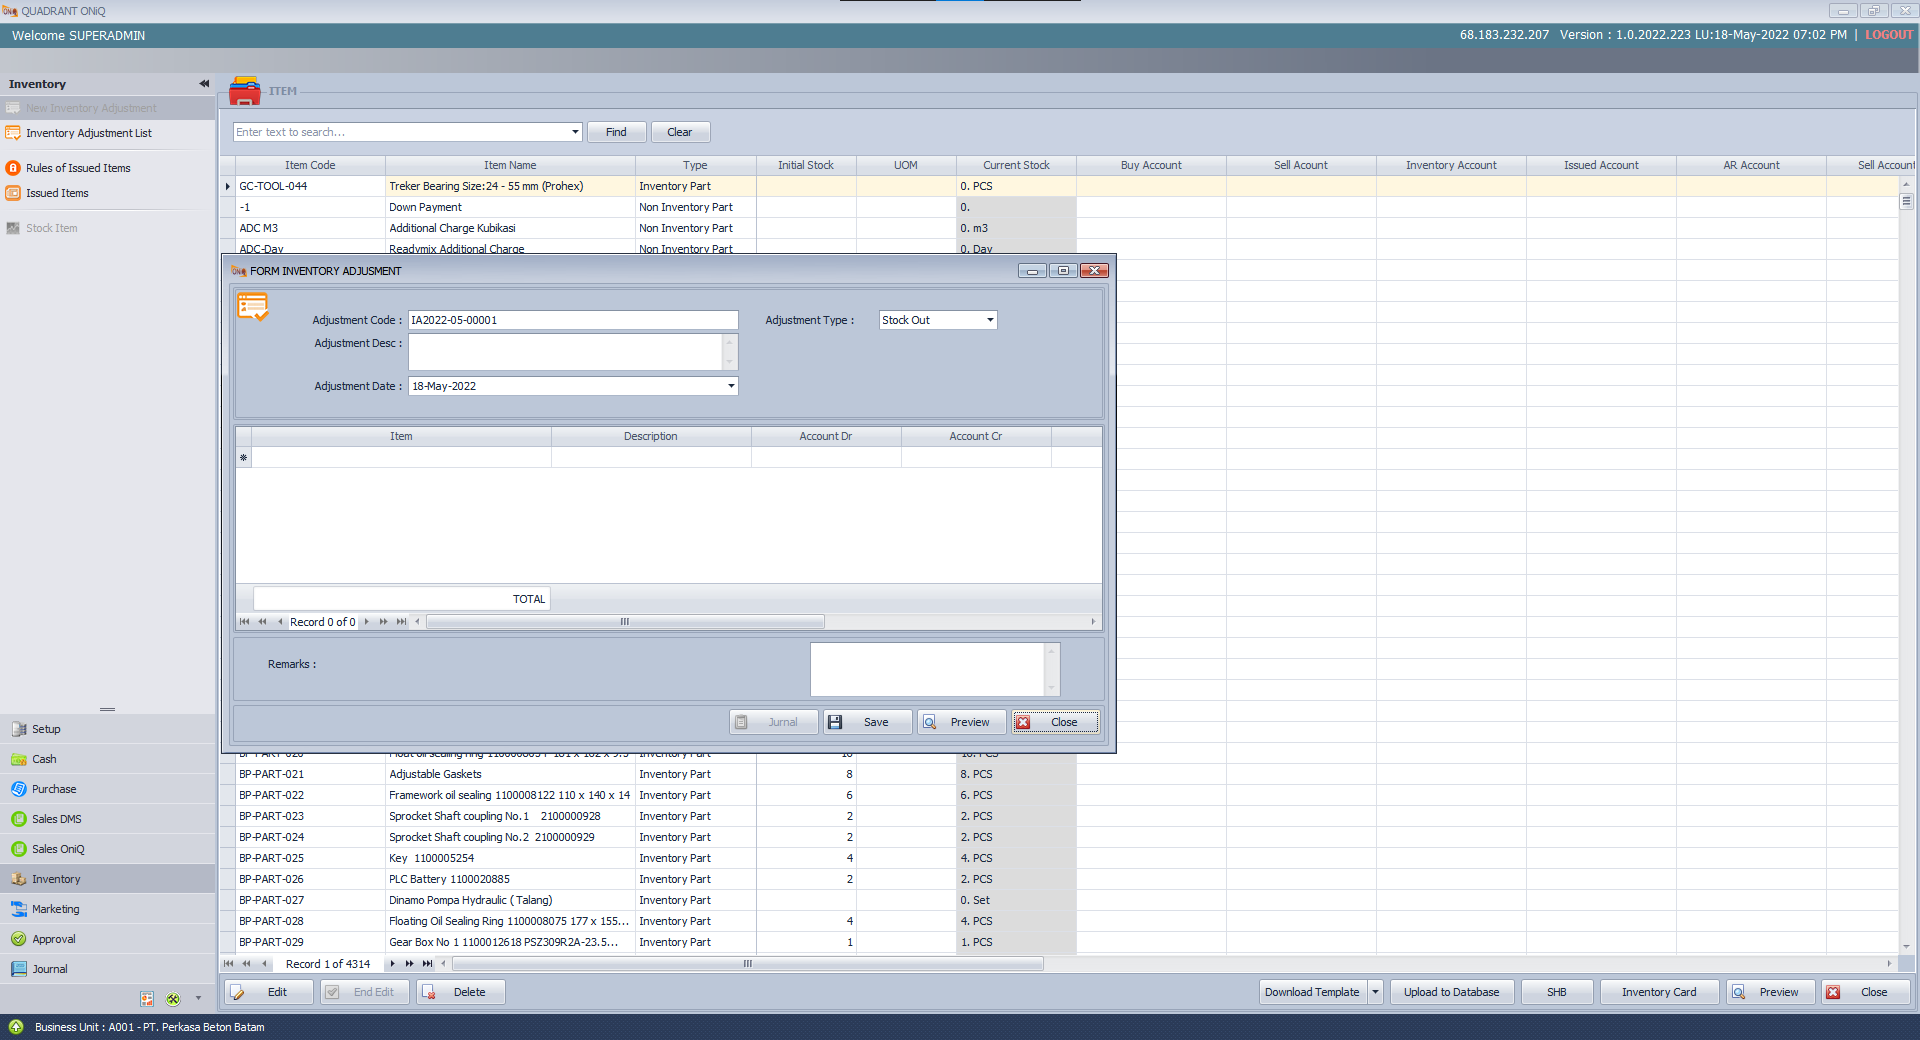 QUADRANT ONiQ
Welcome SUPERADMIN
68.183.232.207 Version : 1.0.2022.223 LU:18-May-2022 07:02 PM | LOGOUT
Inventory
New Inventory Adjustment
Inventory Adjustment List
Rules of Issued Items
Issued Items
Stock Item
ITEM
Enter text to search...
Find
Clear
Item Code Item Name Type Initial Stock UOM Current Stock Buy Account Sell Acount Inventory Account Issued Account AR Account Sell Account
GC-TOOL-044 Treker Bearing Size:24 - 55 mm (Prohex) Inventory Part 0. PCS
-1 Down Payment Non Inventory Part 0.
ADC M3 Additional Charge Kubikasi Non Inventory Part 0. m3
ADC-Day Readymix Additional Charge Non Inventory Part 0. Day
FORM INVENTORY ADJUSMENT
Adjustment Code : IA2022-05-00001
Adjustment Type : Stock Out
Adjustment Desc :
Adjustment Date : 18-May-2022
Item Description Account Dr Account Cr
TOTAL
Record 0 of 0
Remarks :
Jurnal
Save
Preview
Close
BP-PART-021 Adjustable Gaskets Inventory Part 8 8. PCS
BP-PART-022 Framework oil sealing 1100008122 110 x 140 x 14 Inventory Part 6 6. PCS
BP-PART-023 Sprocket Shaft coupling No.1 2100000928 Inventory Part 2 2. PCS
BP-PART-024 Sprocket Shaft coupling No.2 2100000929 Inventory Part 2 2. PCS
BP-PART-025 Key 1100005254 Inventory Part 4 4. PCS
BP-PART-026 PLC Battery 1100020885 Inventory Part 2 2. PCS
BP-PART-027 Dinamo Pompa Hydraulic ( Talang) Inventory Part 0. Set
BP-PART-028 Floating Oil Sealing Ring 1100008075 177 x 155... Inventory Part 4 4. PCS
BP-PART-029 Gear Box No 1 1100012618 PSZ309R2A-23.5... Inventory Part 1 1. PCS
Record 1 of 4314
Setup
Cash
Purchase
Sales DMS
Sales OniQ
Inventory
Marketing
Approval
Journal
Edit
End Edit
Delete
Download Template
Upload to Database
SHB
Inventory Card
Preview
Close
Business Unit : A001 - PT. Perkasa Beton Batam